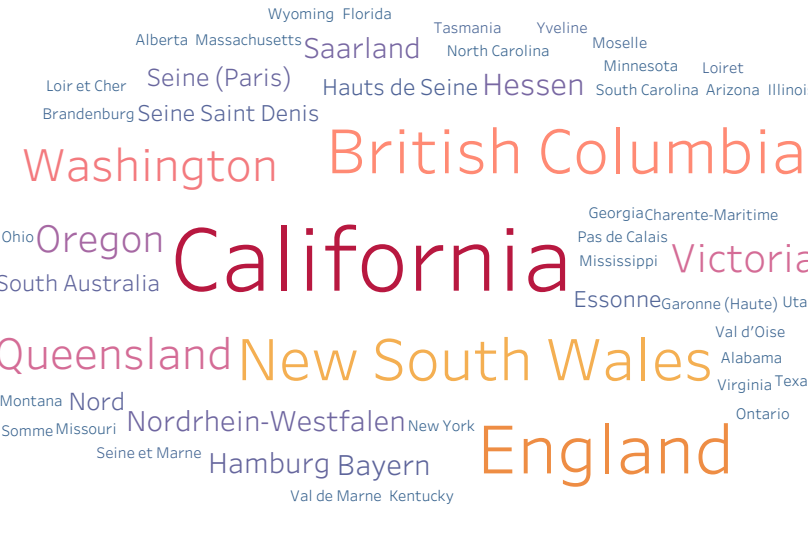 Wyoming Florida
Tasmania
Yveline
Alberta Massachusetts
Saarland
North Carolina
Moselle
Minnesota
Loiret
Loir et Cher
Seine (Paris)
Hauts de Seine
Hessen
South Carolina Arizona Illinoi
Brandenburg
Seine Saint Denis
Washington
British Columbia
Georgia
Charente-Maritime
Ohio
Oregon
California
Pas de Calais
Mississippi
Victoria
South Australia
Essonne
Garonne (Haute)
Uta
Queensland
New South Wales
Val d’Oise
Alabama
Virginia
Texa
Montana
Nord
Ontario
Somme
Missouri
Nordrhein-Westfalen
New York
England
Seine et Marne
Hamburg
Bayern
Val de Marne Kentucky